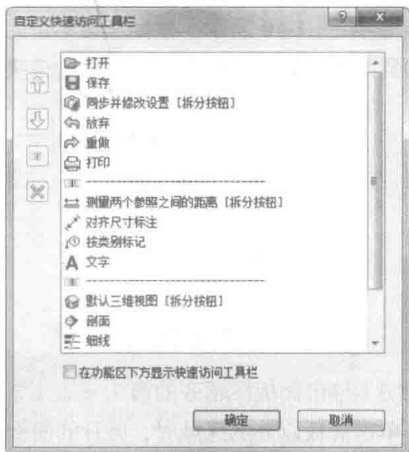 自定义快速访问工具栏
打开
保存
同步并修改设置 [拆分按钮]
放弃
重做
打印
测量两个参照之间的距离 [拆分按钮]
对齐尺寸标注
按类别标记
文字
默认三维视图 [拆分按钮]
剖面
细线
在功能区下方显示快速访问工具栏
确定 取消